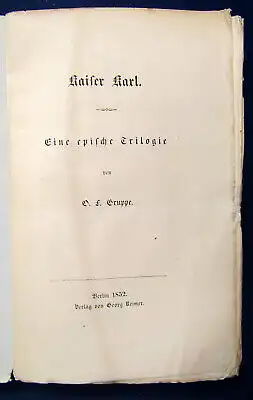 Kaiser Karl.
Eine epische Trilogie
von
O. F. Gruppe.
Berlin 1852.
Verlag von Georg Reimer.